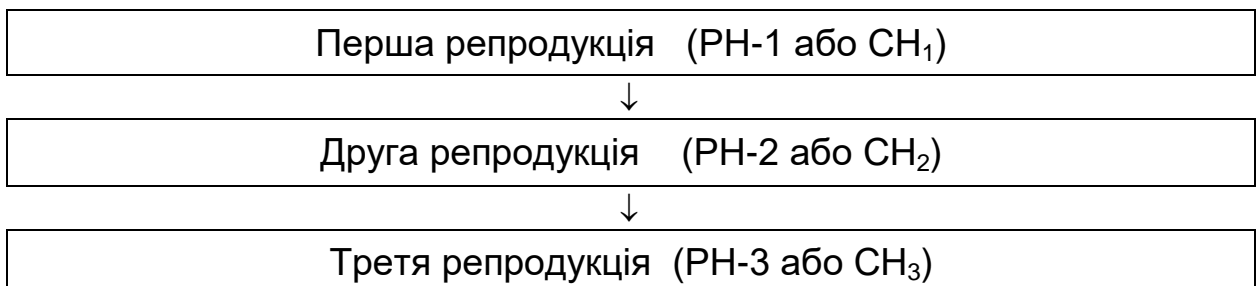 Перша репродукція (РН-1 або СН₁)
↓
Друга репродукція (РН-2 або СН₂)
↓
Третя репродукція (РН-3 або СН₃)